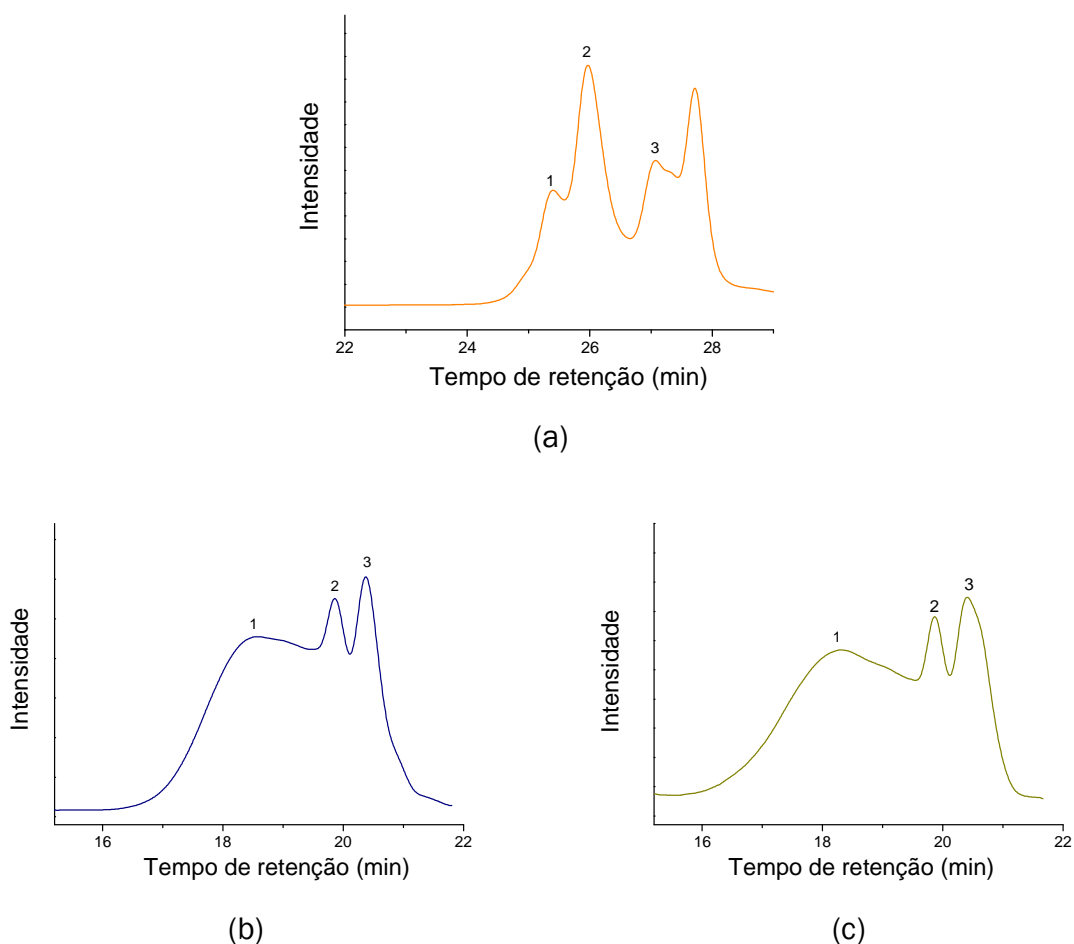 Intensidade
1
2
3
22 24 26 28
Tempo de retenção (min)
(a)
Intensidade
1
2
3
16 18 20 22
Tempo de retenção (min)
(b)
Intensidade
1
2
3
16 18 20 22
Tempo de retenção (min)
(c)